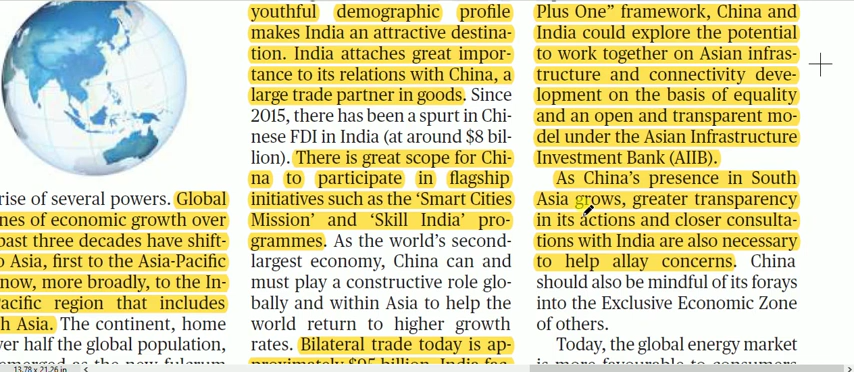 rise of several powers. Global
nes of economic growth over
past three decades have shift-
o Asia, first to the Asia-Pacific
now, more broadly, to the In-
acific region that includes
h Asia. The continent, home
ver half the global population,
youthful demographic profile
makes India an attractive destina-
tion. India attaches great impor-
tance to its relations with China, a
large trade partner in goods. Since
2015, there has been a spurt in Chi-
nese FDI in India (at around $8 bil-
lion). There is great scope for Chi-
na to participate in flagship
initiatives such as the ‘Smart Cities
Mission’ and ‘Skill India’ pro-
grammes. As the world’s second-
largest economy, China can and
must play a constructive role glo-
bally and within Asia to help the
world return to higher growth
rates. Bilateral trade today is ap-
Plus One” framework, China and
India could explore the potential
to work together on Asian infras-
tructure and connectivity deve-
lopment on the basis of equality
and an open and transparent mo-
del under the Asian Infrastructure
Investment Bank (AIIB).
As China’s presence in South
Asia grows, greater transparency
in its actions and closer consulta-
tions with India are also necessary
to help allay concerns. China
should also be mindful of its forays
into the Exclusive Economic Zone
of others.
Today, the global energy market
13.78 x 21.26 in